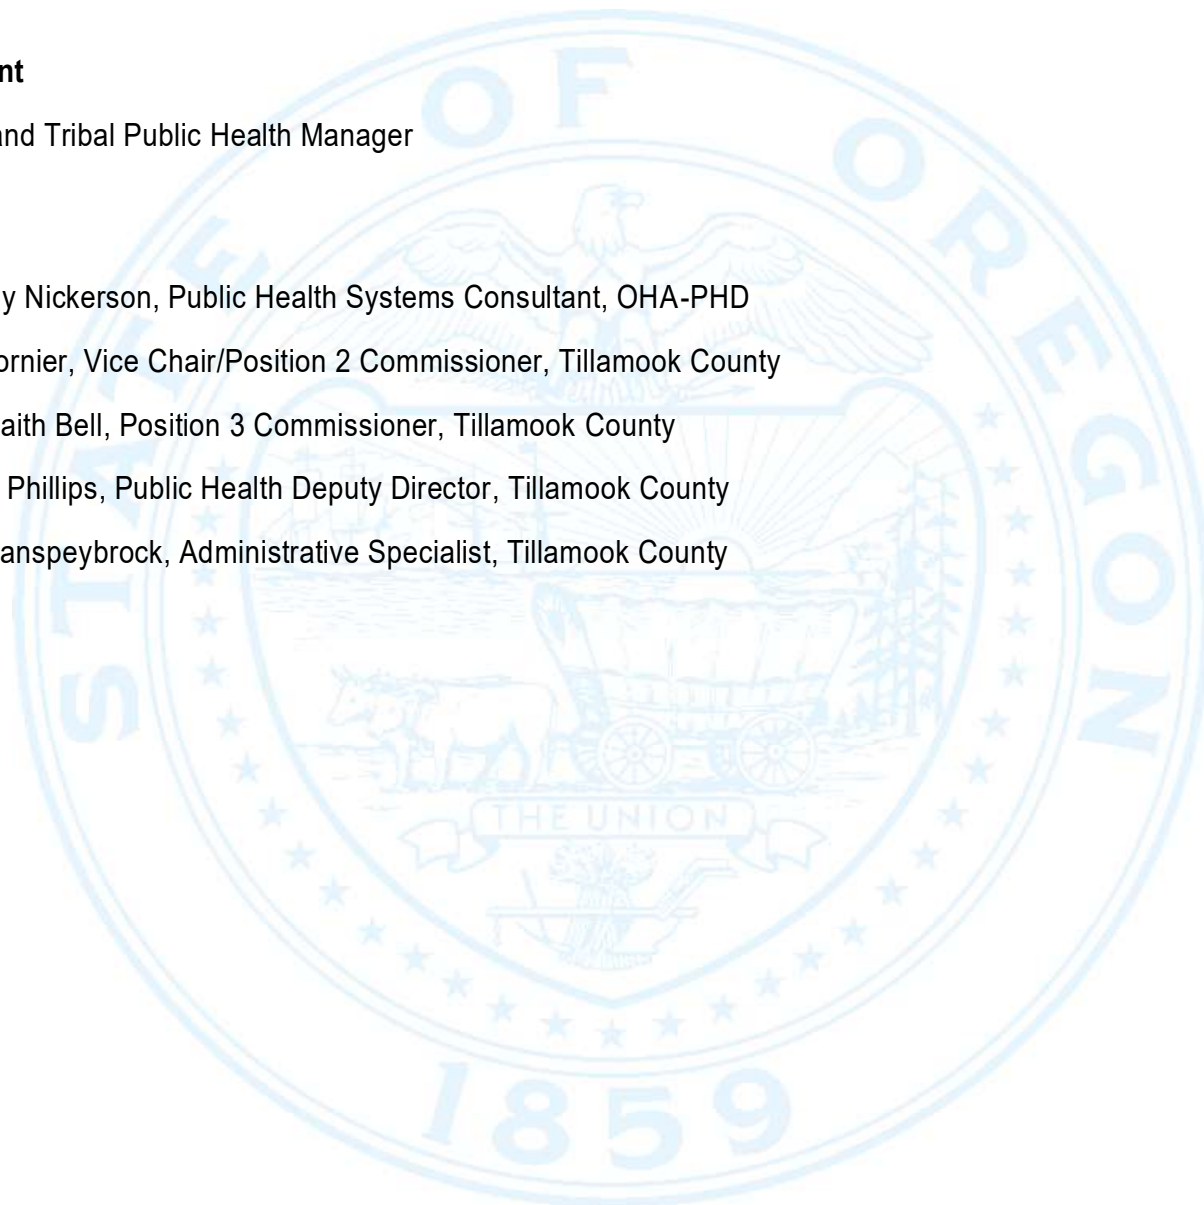 nt
and Tribal Public Health Manager
y Nickerson, Public Health Systems Consultant, OHA-PHD
ornier, Vice Chair/Position 2 Commissioner, Tillamook County
aith Bell, Position 3 Commissioner, Tillamook County
Phillips, Public Health Deputy Director, Tillamook County
anspeybrock, Administrative Specialist, Tillamook County
STATE OF OREGON
THE UNION
1859